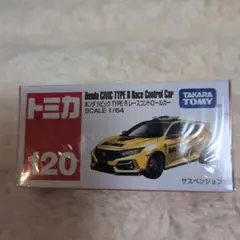 トミカ
120
Honda CIVIC TYPE R Race Control Car
ホンダ シビック TYPE R レースコントロールカー
SCALE 1/64
TAKARA
TOMY
サスペンション